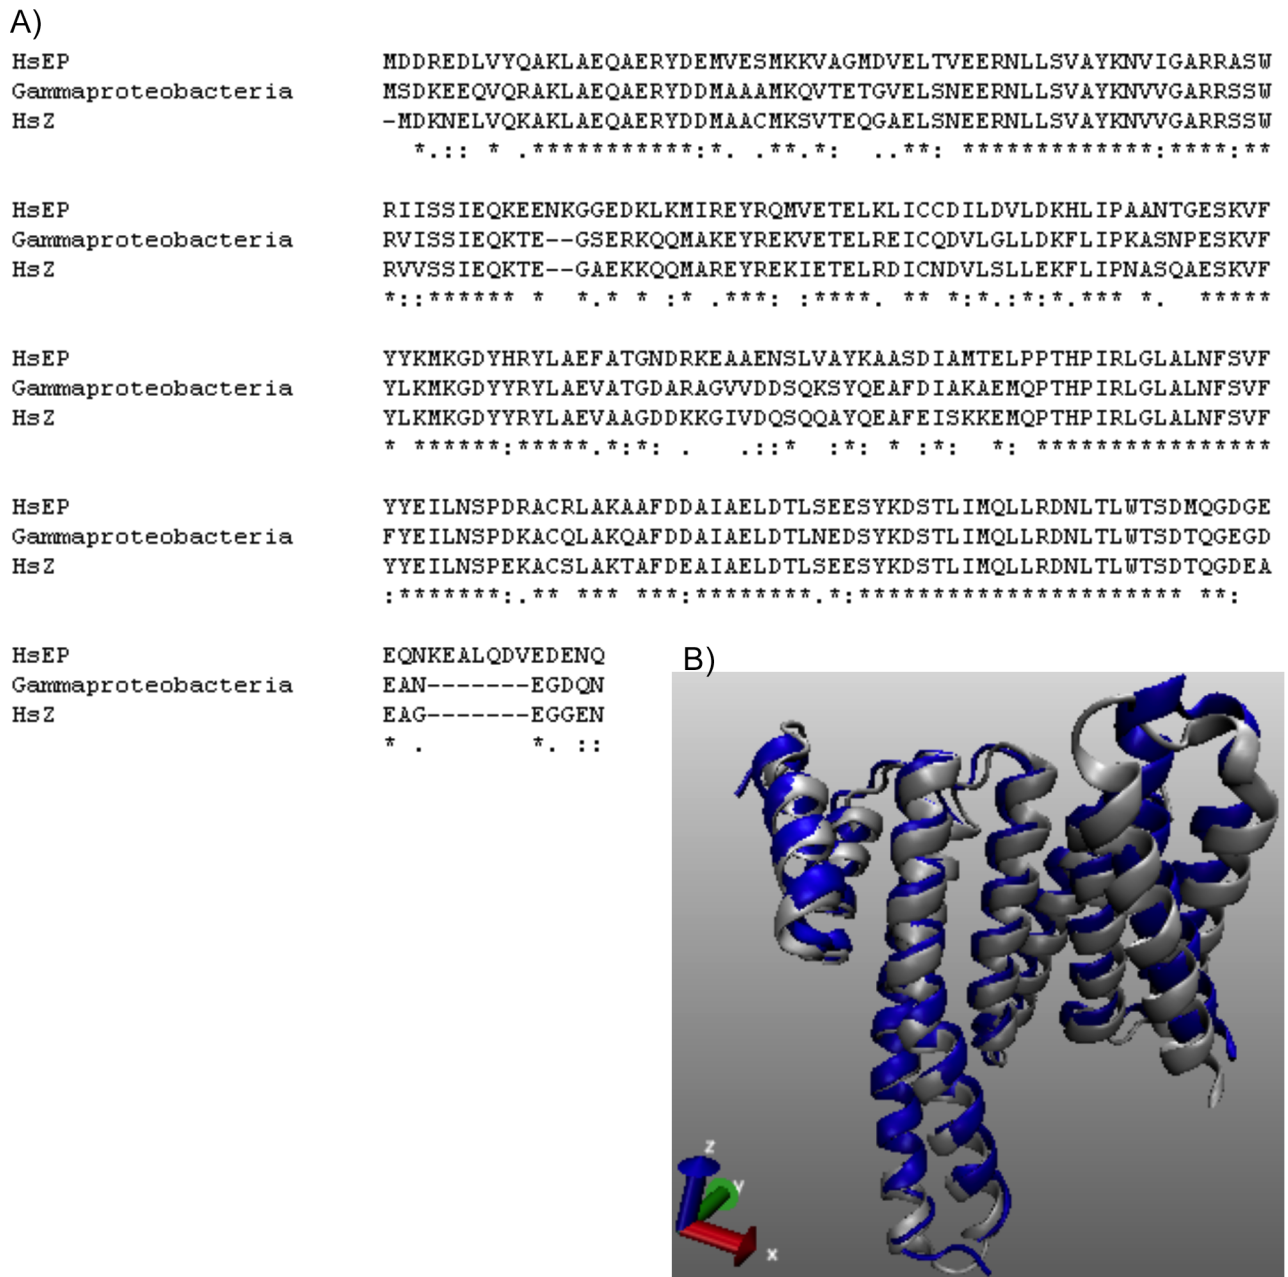 A)
HsEP MDDREDLVYQAKLAEQAERYDEMVESMKKVAGMDVELTVEERNLLSVAYKNVIGARRASW
Gammaproteobacteria MSDKEEQVQRAKLAEQAERYDDMAAAMKQVTETGVELSNEERNLLSVAYKNVVGARRSSW
HsZ -MDKNELVQKAKLAEQAERYDDMAACMKSVTEQGAELSNEERNLLSVAYKNVVGARRSSW
*.:: * .***********:*. .**.*: ..**: *************:****:**
HsEP RIISSIEQKEENKGGEDKLKMIREYRQMVETELKLICCDILDVLDKHLIPAANTGESKVF
Gammaproteobacteria RVISSIEQKTE--GSERKQQMAKEYREKVETELREICQDVLGLLDKFLIPKASNPESKVF
HsZ RVVSSIEQKTE--GAEKKQQMAREYREKIETELRDICNDVLSLLEKFLIPNASQAESKVF
*::****** * *.* * :* .***: :****. ** *:*.:*:*.*** *. *****
HsEP YYKMKGDYHRYLAEFATGNDRKEAAENSLVAYKAASDIAMTELPPTHPIRLGLALNFSVF
Gammaproteobacteria YLKMKGDYYRYLAEVATGDARAGVVDDSQKSYQEAFDIAKAEMQPTHPIRLGLALNFSVF
HsZ YLKMKGDYYRYLAEVAAGDDKKGIVDQSQQAYQEAFEISKKEMQPTHPIRLGLALNFSVF
* ******:*****.*:*: . .::* :*: * :*: *: ****************
HsEP YYEILNSPDRACRLAKAAFDDAIAELDTLSEESYKDSTLIMQLLRDNLTLWTSDMQGDGE
Gammaproteobacteria FYEILNSPDKACQLAKQAFDDAIAELDTLNEDSYKDSTLIMQLLRDNLTLWTSDTQGEGD
HsZ YYEILNSPEKACSLAKTAFDEAIAELDTLSEESYKDSTLIMQLLRDNLTLWTSDTQGDEA
:*******:.** *** ***:********.*:********************** **:
HsEP EQNKEALQDVEDENQ
Gammaproteobacteria EAN-------EGDQN
HsZ EAG-------EGGEN
* . *. ::
B)
z
y
x